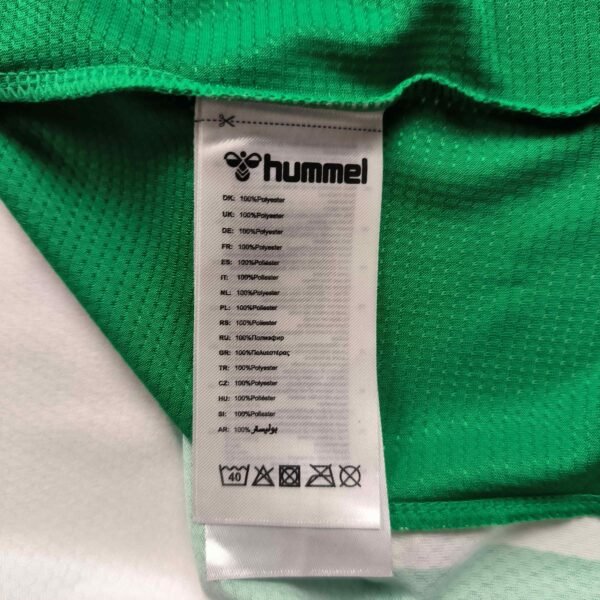 hummel
DK: 100%Polyester
UK: 100%Polyester
DE: 100%Polyester
FR: 100%Polyester
ES: 100%Poliéster
IT: 100%Poliester
NL: 100%Polyester
PL: 100%Poliester
RS: 100%Poliester
RU: 100%Полиэфир
GR: 100%Πολυεστέρας
TR: 100%Polyester
CZ: 100%Polyester
HU: 100%Poliészter
SI: 100%Poliester
AR: 100% بوليستر
40